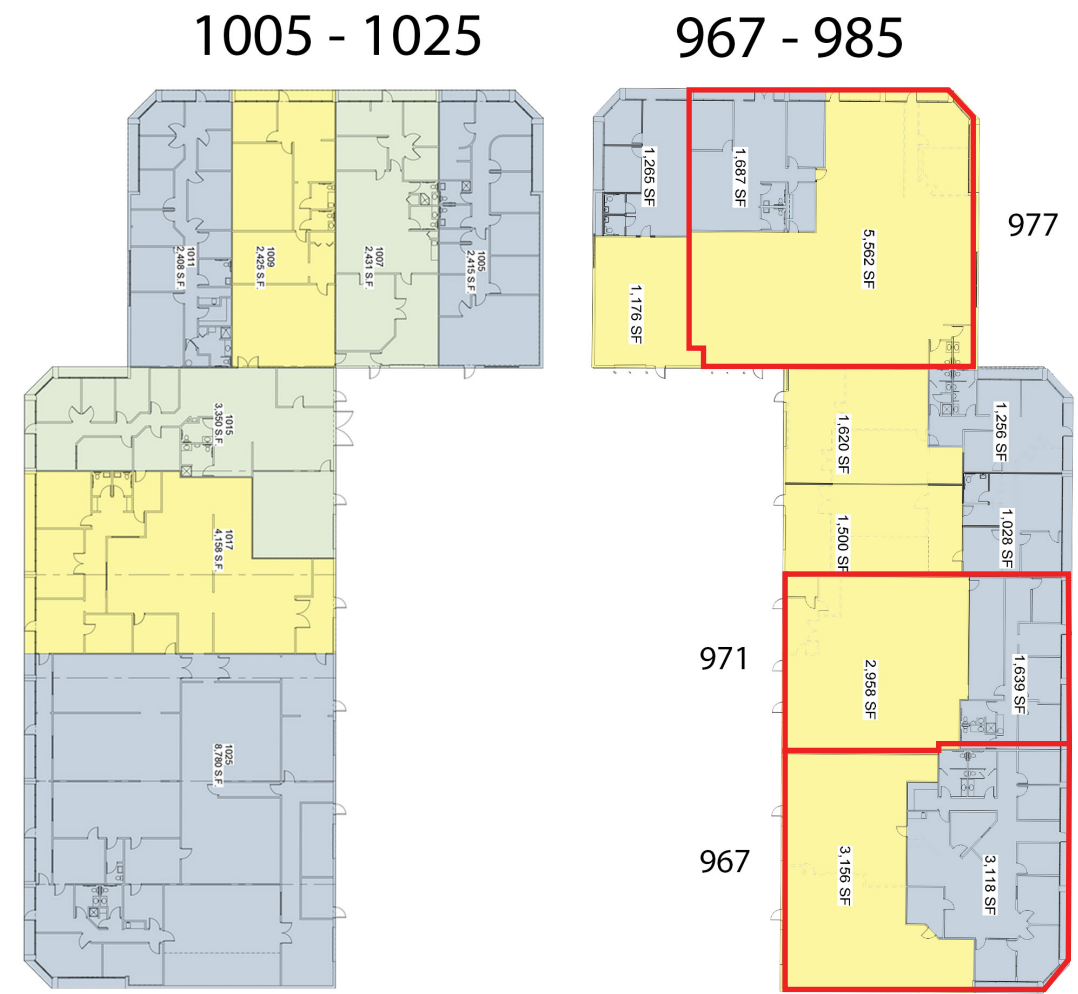 1005 - 1025
967 - 985
1011
2,408 S.F.
1009
2,425 S.F.
1007
2,431 S.F.
1005
2,415 S.F.
1015
3,350 S.F.
1017
4,158 S.F.
1025
8,780 S.F.
1,265 SF
1,687 SF
5,562 SF
977
1,176 SF
1,620 SF
1,256 SF
1,500 SF
1,028 SF
971
2,958 SF
1,639 SF
967
3,156 SF
3,118 SF